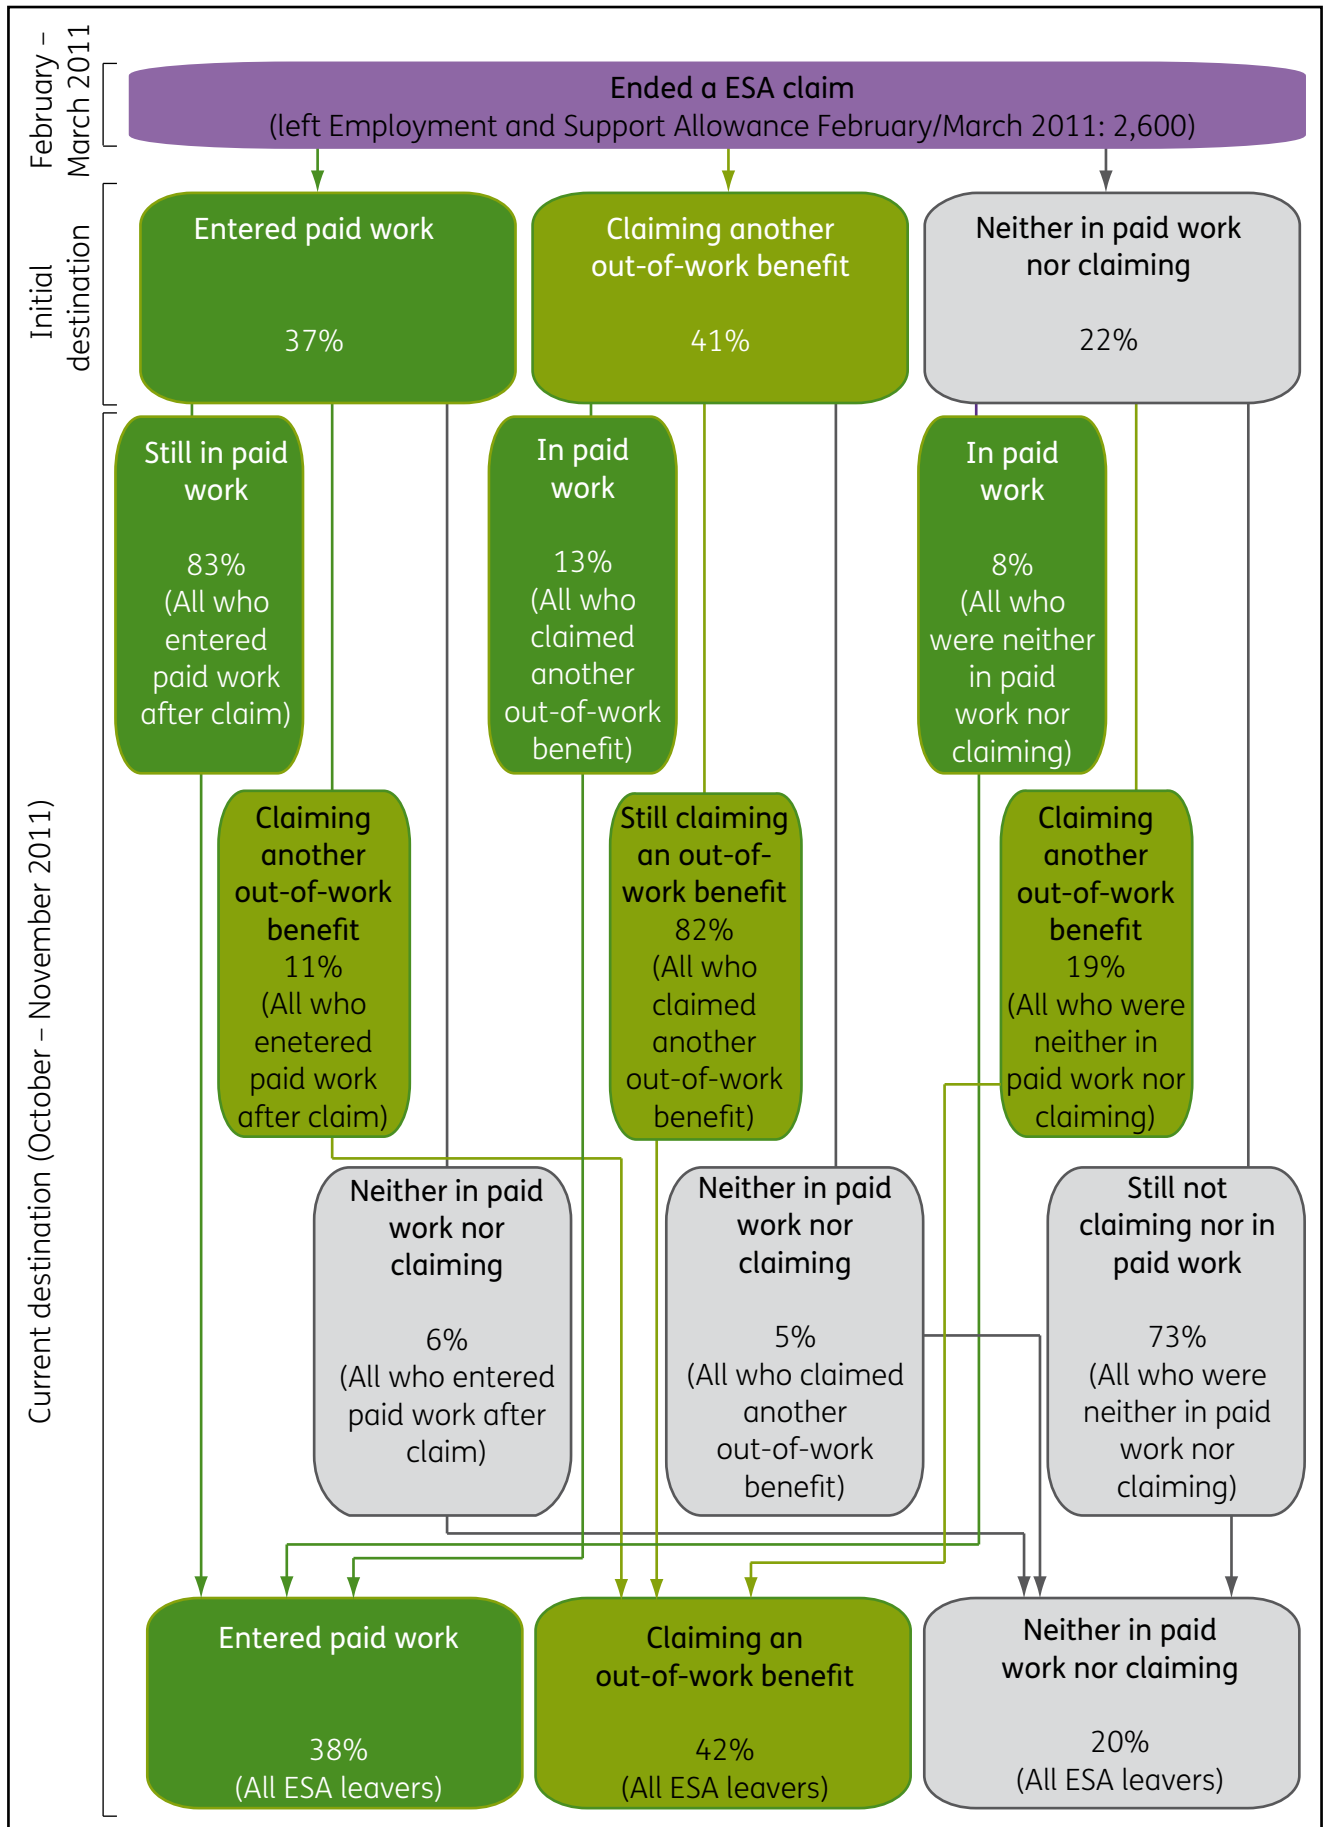 February –
March 2011
Ended a ESA claim
(left Employment and Support Allowance February/March 2011: 2,600)
Initial
destination
Entered paid work
37%
Claiming another
out-of-work benefit
41%
Neither in paid work
nor claiming
22%
Current destination (October – November 2011)
Still in paid
work
83%
(All who
entered
paid work
after claim)
In paid
work
13%
(All who
claimed
another
out-of-work
benefit)
In paid
work
8%
(All who
were neither
in paid
work nor
claiming)
Claiming
another
out-of-work
benefit
11%
(All who
enetered
paid work
after claim)
Still claiming
an out-of-
work benefit
82%
(All who
claimed
another
out-of-work
benefit)
Claiming
another
out-of-work
benefit
19%
(All who were
neither in
paid work nor
claiming)
Neither in paid
work nor
claiming
6%
(All who entered
paid work after
claim)
Neither in paid
work nor
claiming
5%
(All who claimed
another
out-of-work
benefit)
Still not
claiming nor in
paid work
73%
(All who were
neither in paid
work nor
claiming)
Entered paid work
38%
(All ESA leavers)
Claiming an
out-of-work benefit
42%
(All ESA leavers)
Neither in paid
work nor claiming
20%
(All ESA leavers)